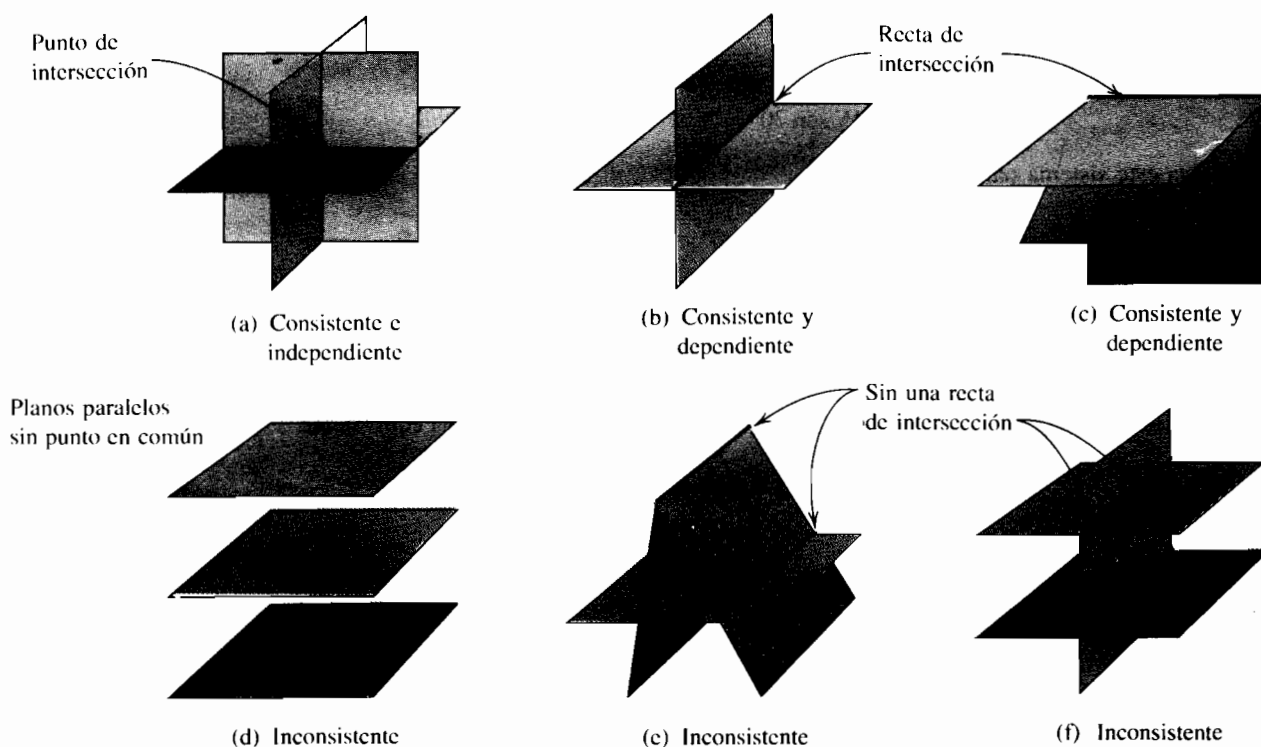 Punto de
intersección
Recta de
intersección
(a) Consistente e
independiente
(b) Consistente y
dependiente
(c) Consistente y
dependiente
Planos paralelos
sin punto en común
Sin una recta
de intersección
(d) Inconsistente
(e) Inconsistente
(f) Inconsistente